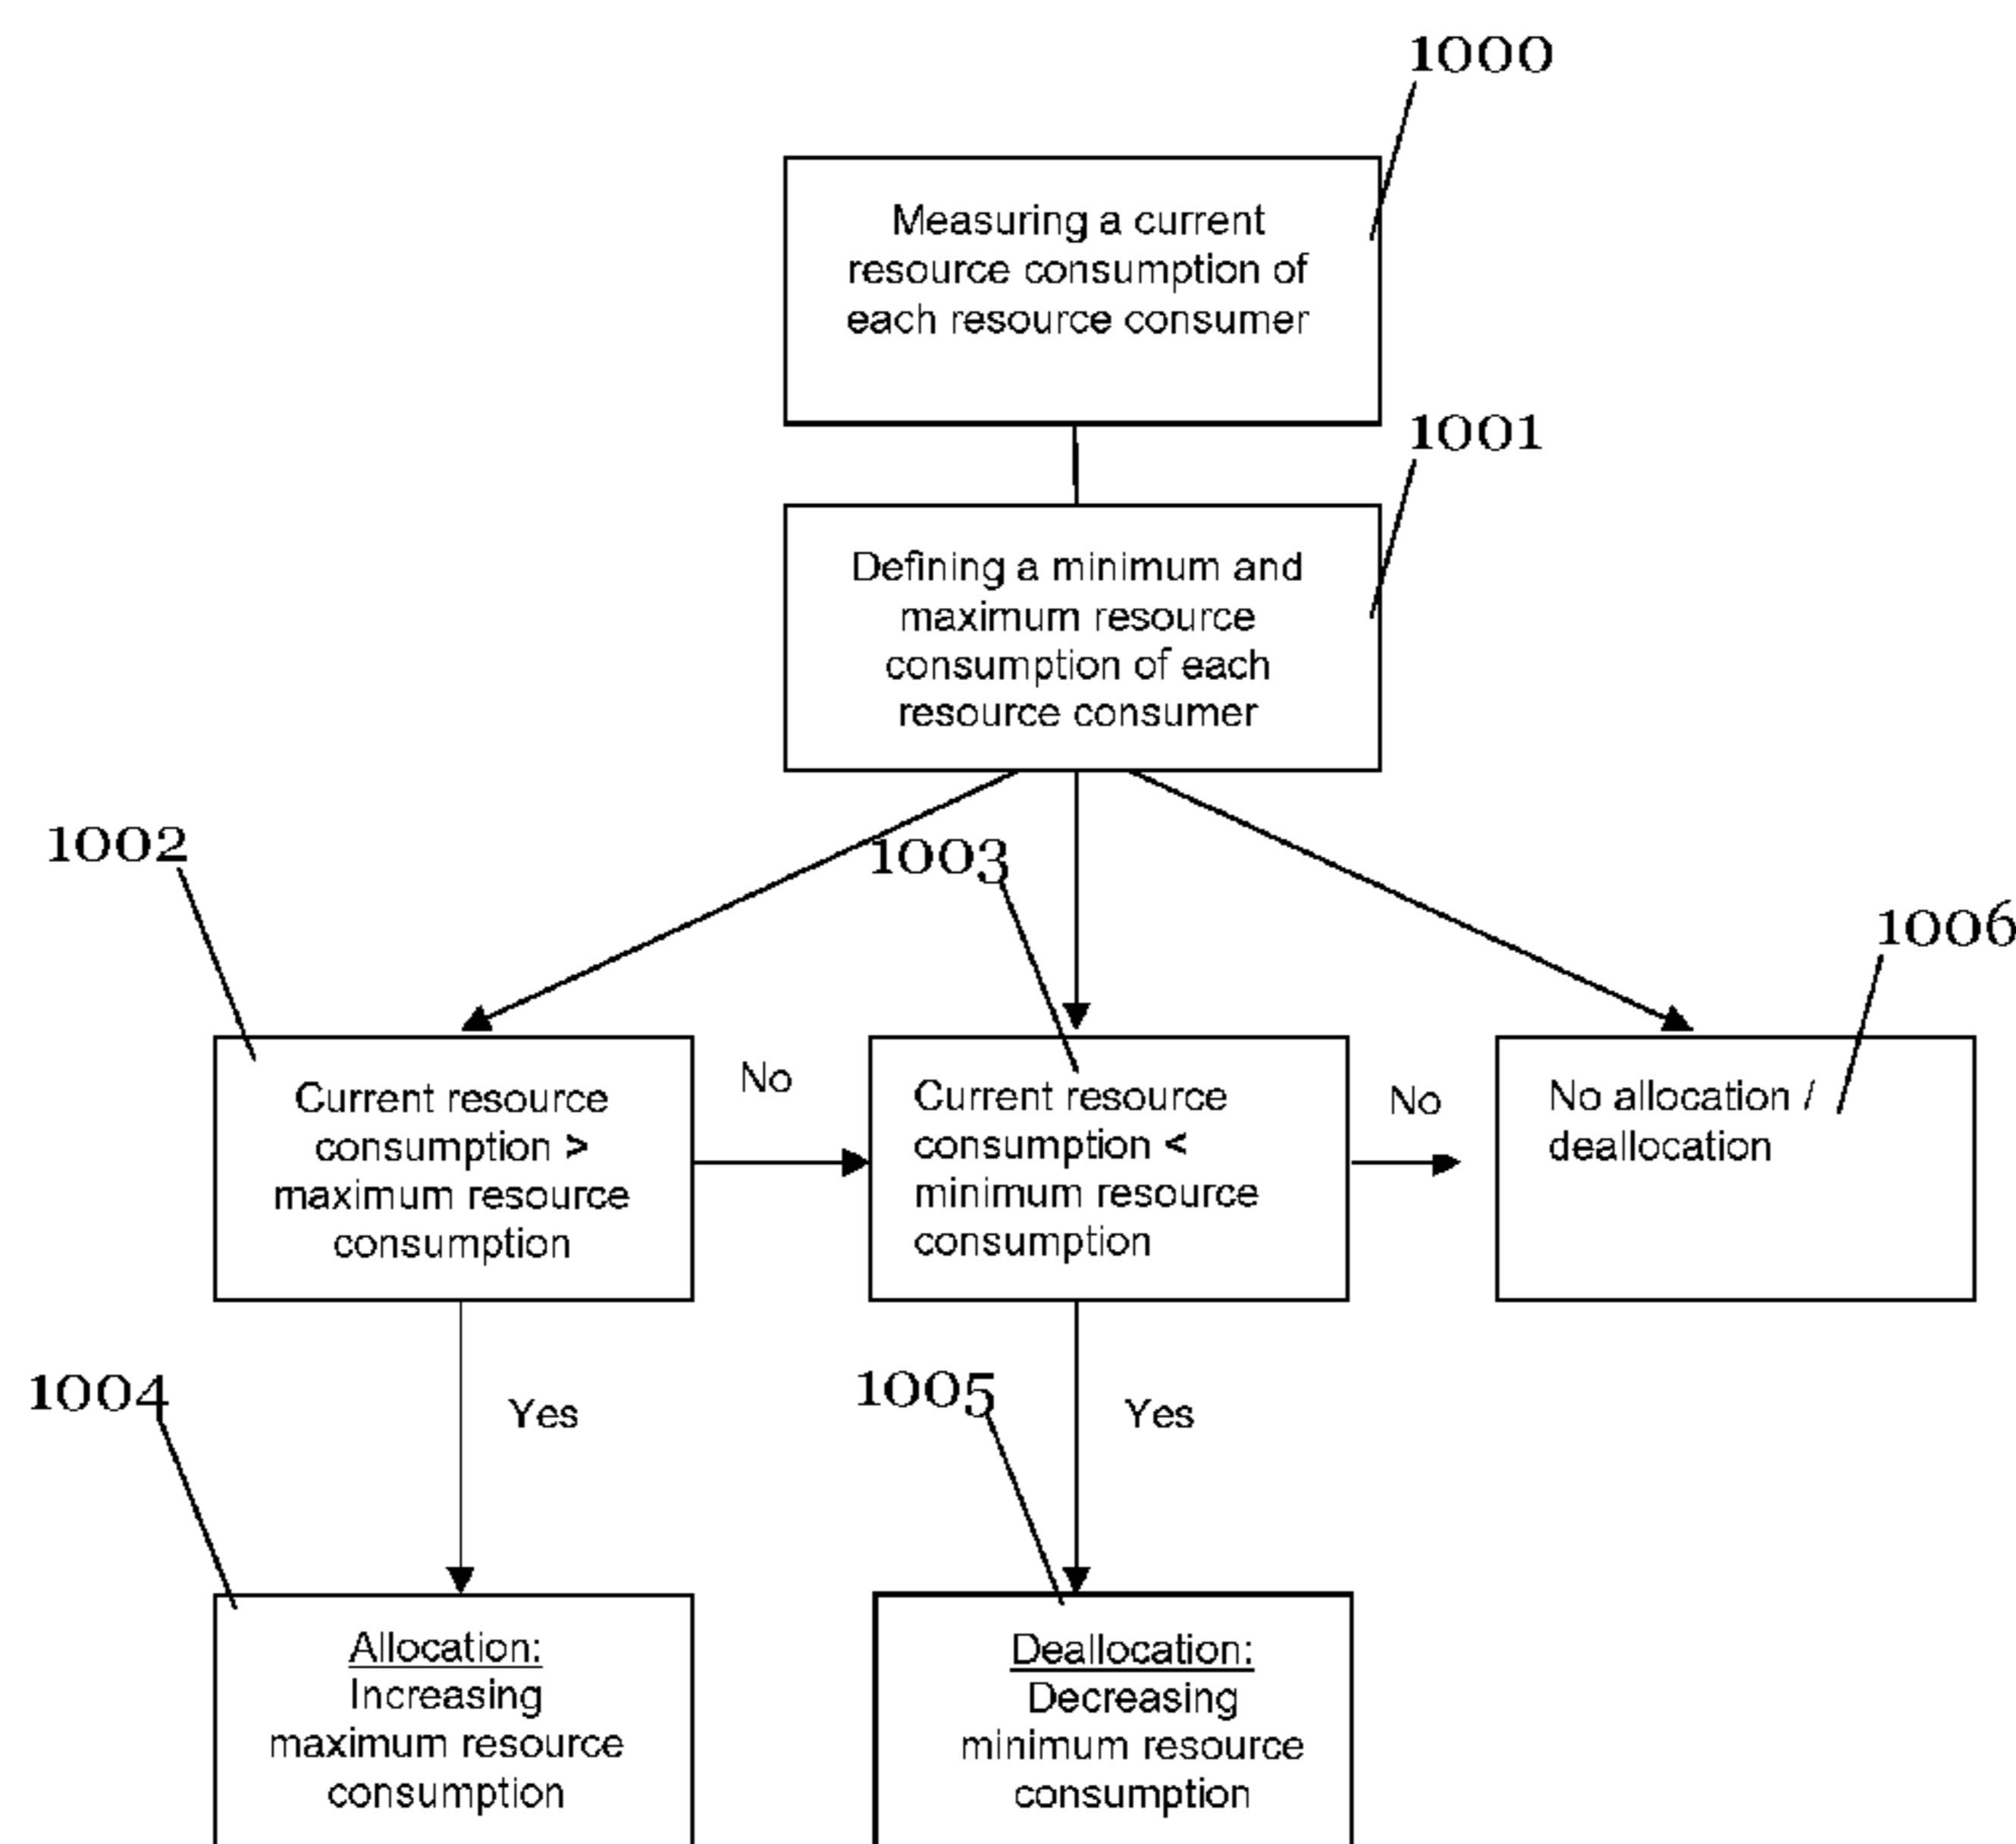 1000
Measuring a current
resource consumption of
each resource consumer
1001
Defining a minimum and
maximum resource
consumption of each
resource consumer
1002
1003
1006
Current resource
consumption >
maximum resource
consumption
No
Current resource
consumption <
minimum resource
consumption
No
No allocation /
deallocation
1004
Yes
1005
Yes
Allocation:
Increasing
maximum resource
consumption
Deallocation:
Decreasing
minimum resource
consumption